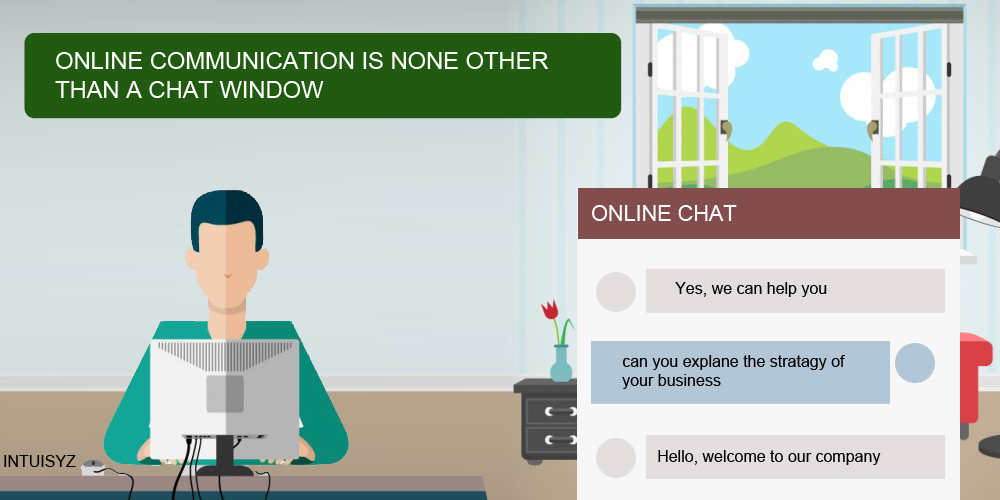 ONLINE COMMUNICATION IS NONE OTHER
THAN A CHAT WINDOW
ONLINE CHAT
Yes, we can help you
can you explane the stratagy of
your business
Hello, welcome to our company
INTUISYZ